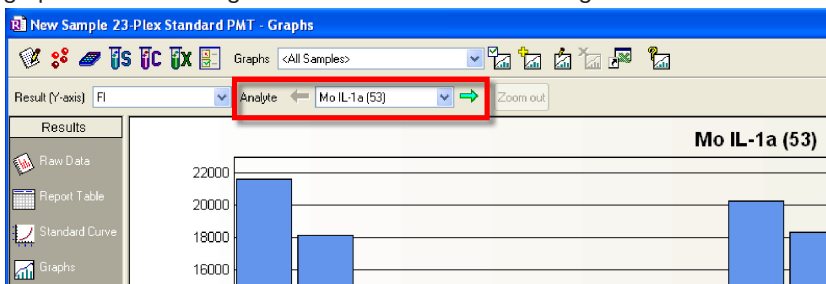 New Sample 23-Plex Standard PMT - Graphs
Graphs <All Samples>
Result (Y-axis) FI Analyte Mo IL-1a (53) Zoom out
Results
Raw Data
Report Table
Standard Curve
Graphs
Mo IL-1a (53)
22000
20000
18000
16000